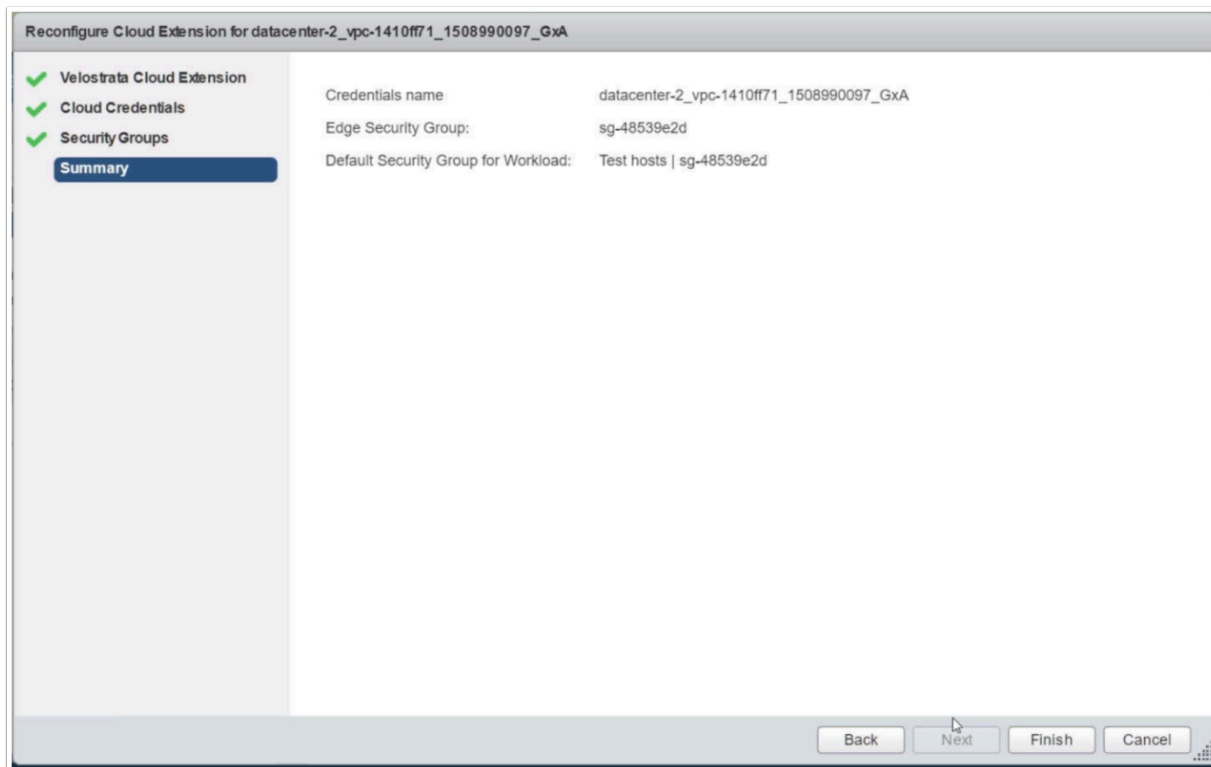 Reconfigure Cloud Extension for datacenter-2_vpc-1410ff71_1508990097_GxA
Velostrata Cloud Extension
Cloud Credentials
Security Groups
Summary
Credentials name datacenter-2_vpc-1410ff71_1508990097_GxA
Edge Security Group: sg-48539e2d
Default Security Group for Workload: Test hosts | sg-48539e2d
Back Next Finish Cancel